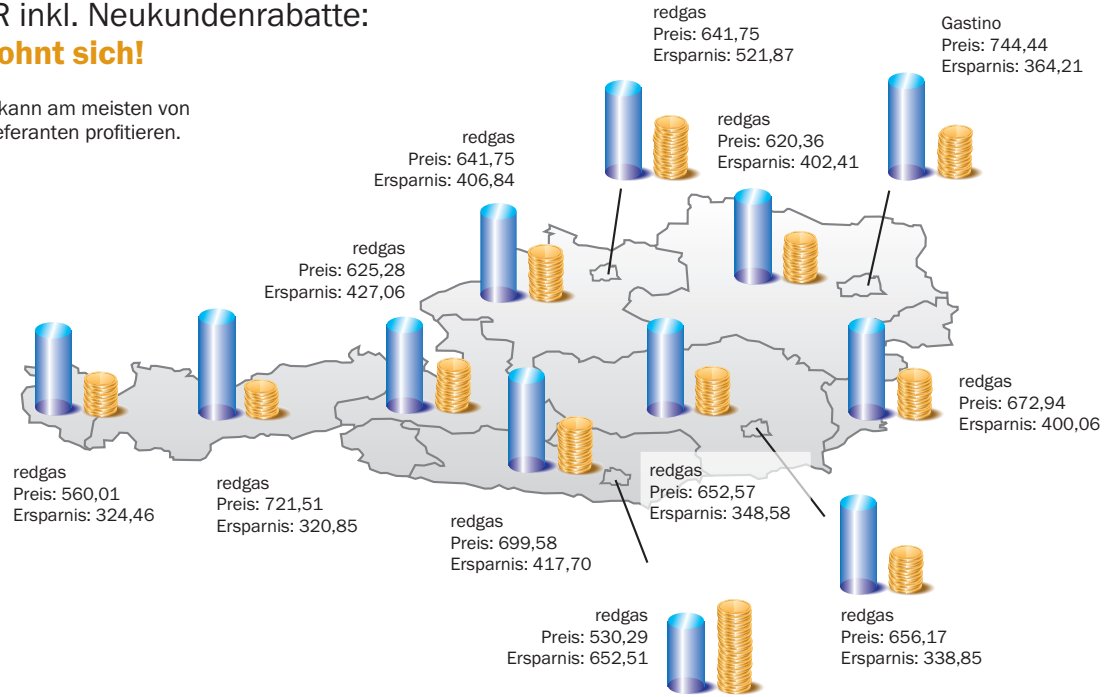 R inkl. Neukundenrabatte:
ohnt sich!
kann am meisten von
eferanten profitieren.
redgas
Preis: 641,75
Ersparnis: 521,87
Gastino
Preis: 744,44
Ersparnis: 364,21
redgas
Preis: 620,36
Ersparnis: 402,41
redgas
Preis: 641,75
Ersparnis: 406,84
redgas
Preis: 625,28
Ersparnis: 427,06
redgas
Preis: 672,94
Ersparnis: 400,06
redgas
Preis: 560,01
Ersparnis: 324,46
redgas
Preis: 721,51
Ersparnis: 320,85
redgas
Preis: 699,58
Ersparnis: 417,70
redgas
Preis: 652,57
Ersparnis: 348,58
redgas
Preis: 530,29
Ersparnis: 652,51
redgas
Preis: 656,17
Ersparnis: 338,85